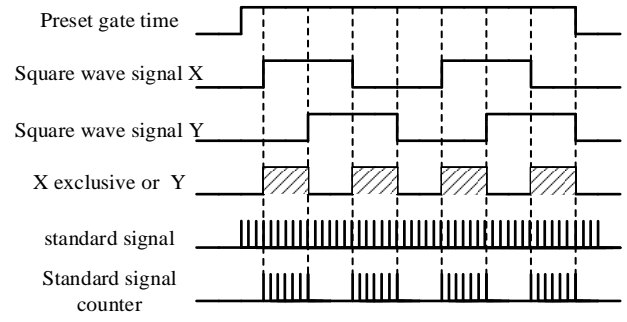 Preset gate time
Square wave signal X
Square wave signal Y
X exclusive or Y
standard signal
Standard signal
counter